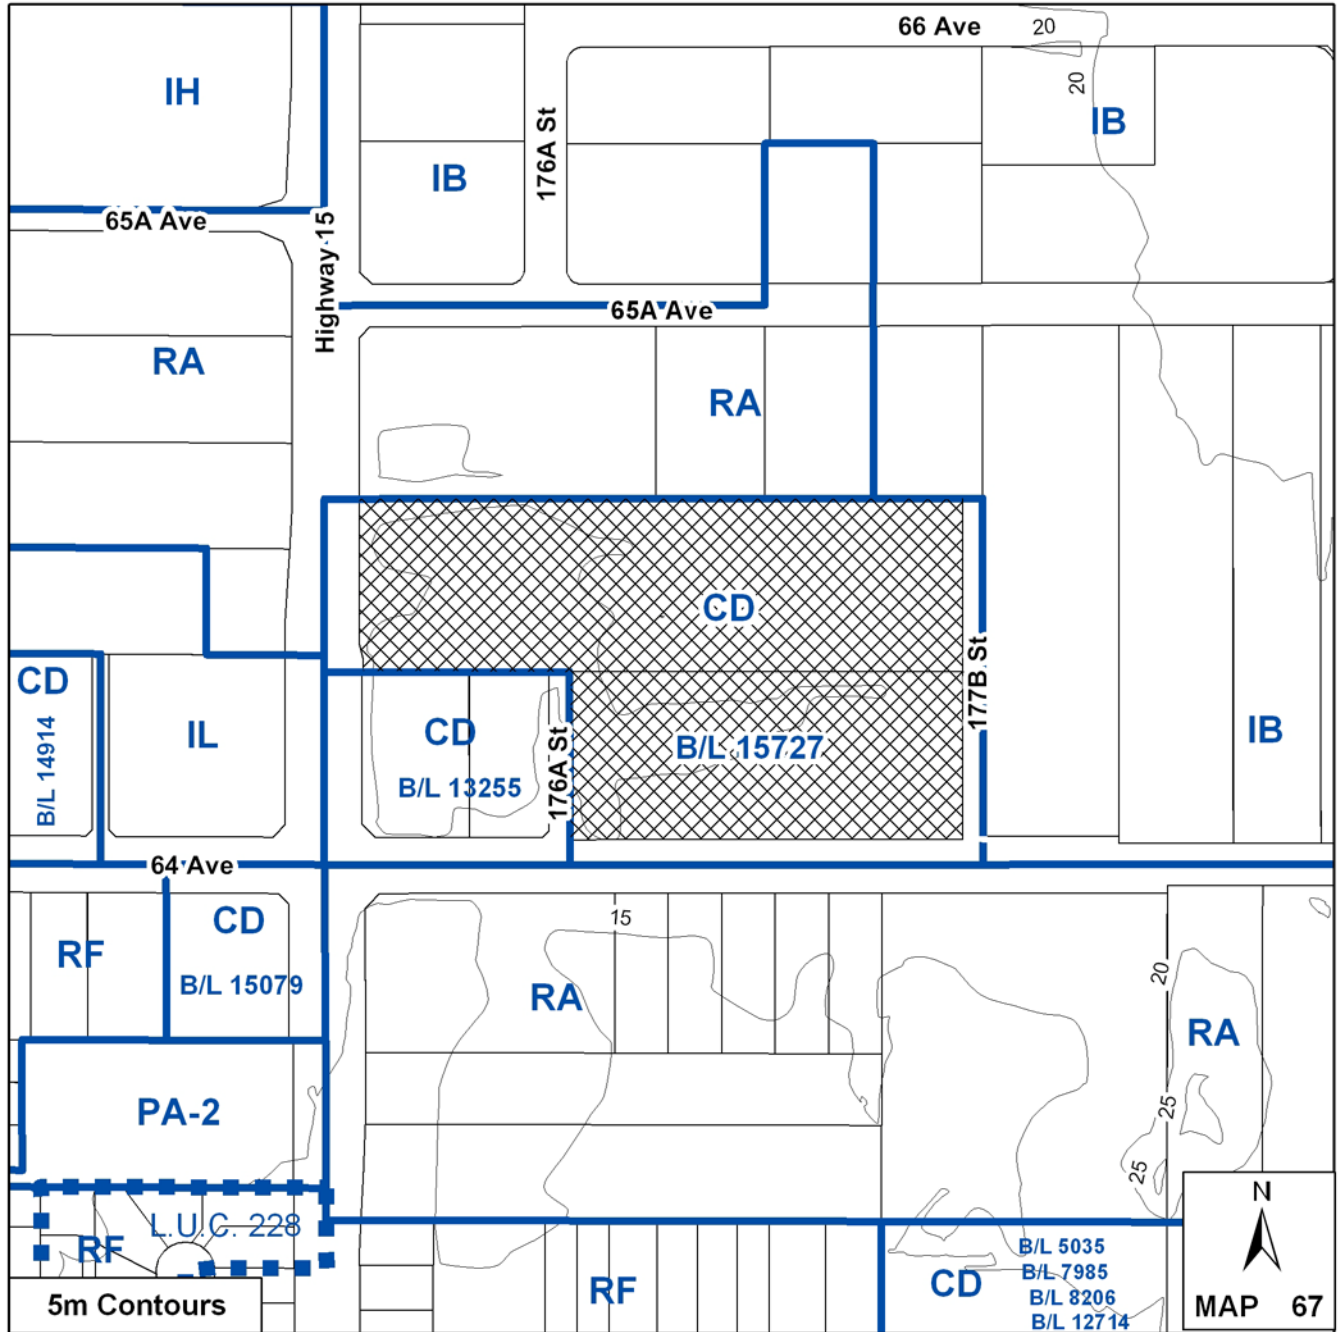 66 Ave
20
20
IH
IB
176A St
IB
65A Ave
Highway 15
65A Ave
RA
RA
CD
CD
B/L 14914
IL
CD
B/L 13255
176A St
B/L 15727
177B St
IB
64 Ave
RF
CD
B/L 15079
15
RA
20
RA
25
25
PA-2
L.U.C. 228
RF
5m Contours
RF
CD
B/L 5035
B/L 7985
B/L 8206
B/L 12714
N
MAP 67